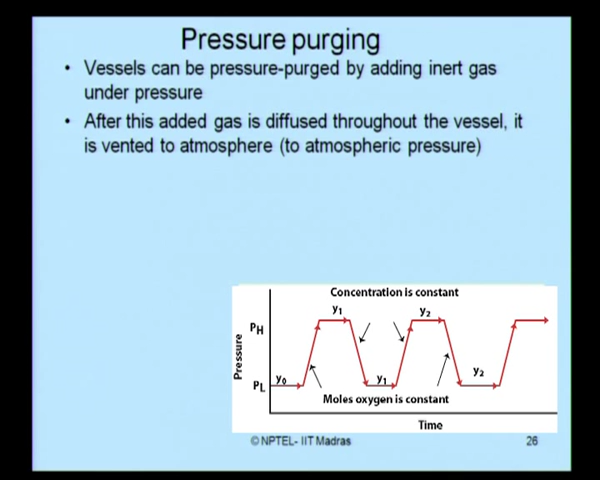 Pressure purging
• Vessels can be pressure-purged by adding inert gas
under pressure
• After this added gas is diffused throughout the vessel, it
is vented to atmosphere (to atmospheric pressure)
Concentration is constant
y1 y2
PH
Pressure
PL y0 y1 y2
Moles oxygen is constant
Time
©NPTEL- IIT Madras 26